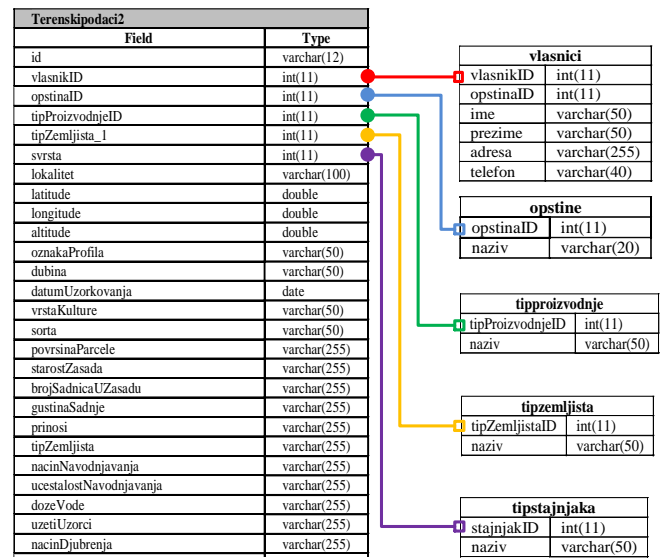 Terenskipodaci2
Field Type
id varchar(12)
vlasnikID int(11)
opstinaID int(11)
tipProizvodnjeID int(11)
tipZemljista_1 int(11)
svrsta int(11)
lokalitet varchar(100)
latitude double
longitude double
altitude double
oznakaProfila varchar(50)
dubina varchar(50)
datumUzorkovanja date
vrstaKulture varchar(50)
sorta varchar(50)
povrsinaParcele varchar(255)
starostZasada varchar(255)
brojSadnicaUZasadu varchar(255)
gustinaSadnje varchar(255)
prinosi varchar(255)
tipZemljista varchar(255)
nacinNavodnjavanja varchar(255)
ucestalostNavodnjavanja varchar(255)
dozeVode varchar(255)
uzetiUzorci varchar(255)
nacinDjubrenja varchar(255)
vlasnici
vlasnikID int(11)
opstinaID int(11)
ime varchar(50)
prezime varchar(50)
adresa varchar(255)
telefon varchar(40)
opstine
opstinaID int(11)
naziv varchar(20)
tipproizvodnje
tipProizvodnjeID int(11)
naziv varchar(50)
tipzemljista
tipZemljistaID int(11)
naziv varchar(50)
tipstajnjaka
stajnjakID int(11)
naziv varchar(50)